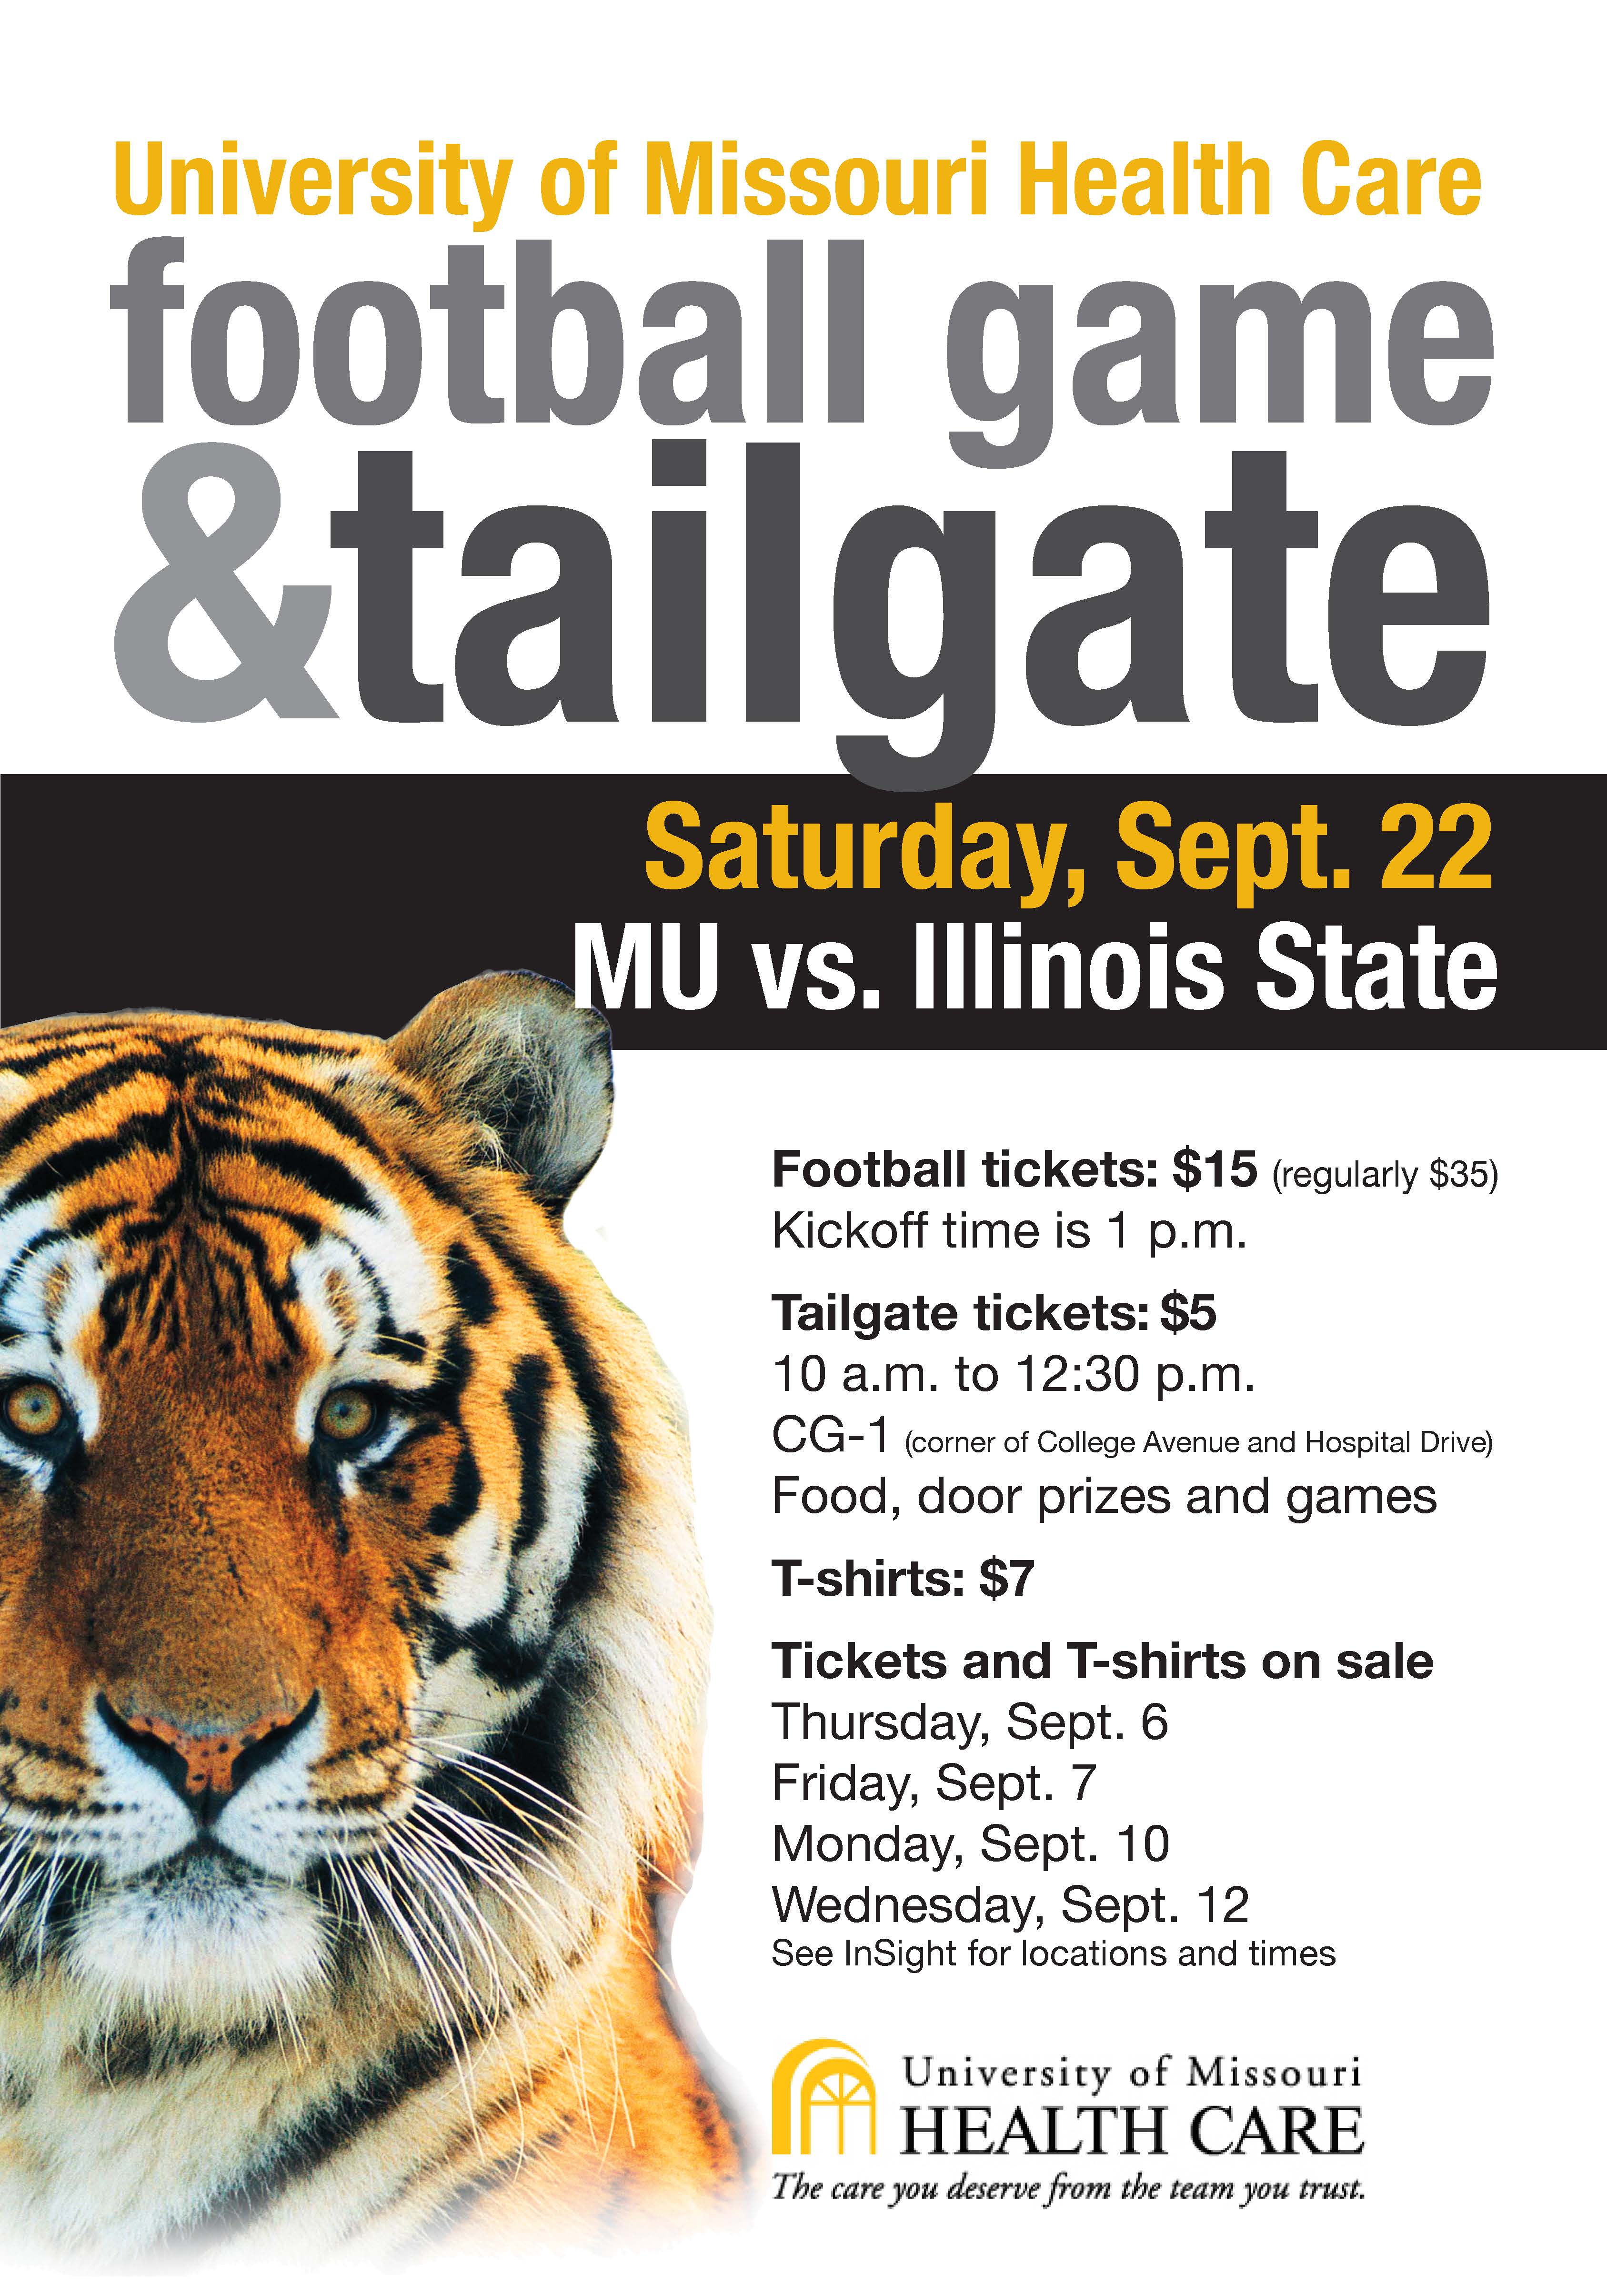 University of Missouri Health Care
football game
&tailgate
Saturday, Sept. 22
MU vs. Illinois State
Football tickets: $15 (regularly $35)
Kickoff time is 1 p.m.
Tailgate tickets: $5
10 a.m. to 12:30 p.m.
CG-1 (corner of College Avenue and Hospital Drive)
Food, door prizes and games
T-shirts: $7
Tickets and T-shirts on sale
Thursday, Sept. 6
Friday, Sept. 7
Monday, Sept. 10
Wednesday, Sept. 12
See InSight for locations and times
University of Missouri
HEALTH CARE
The care you deserve from the team you trust.